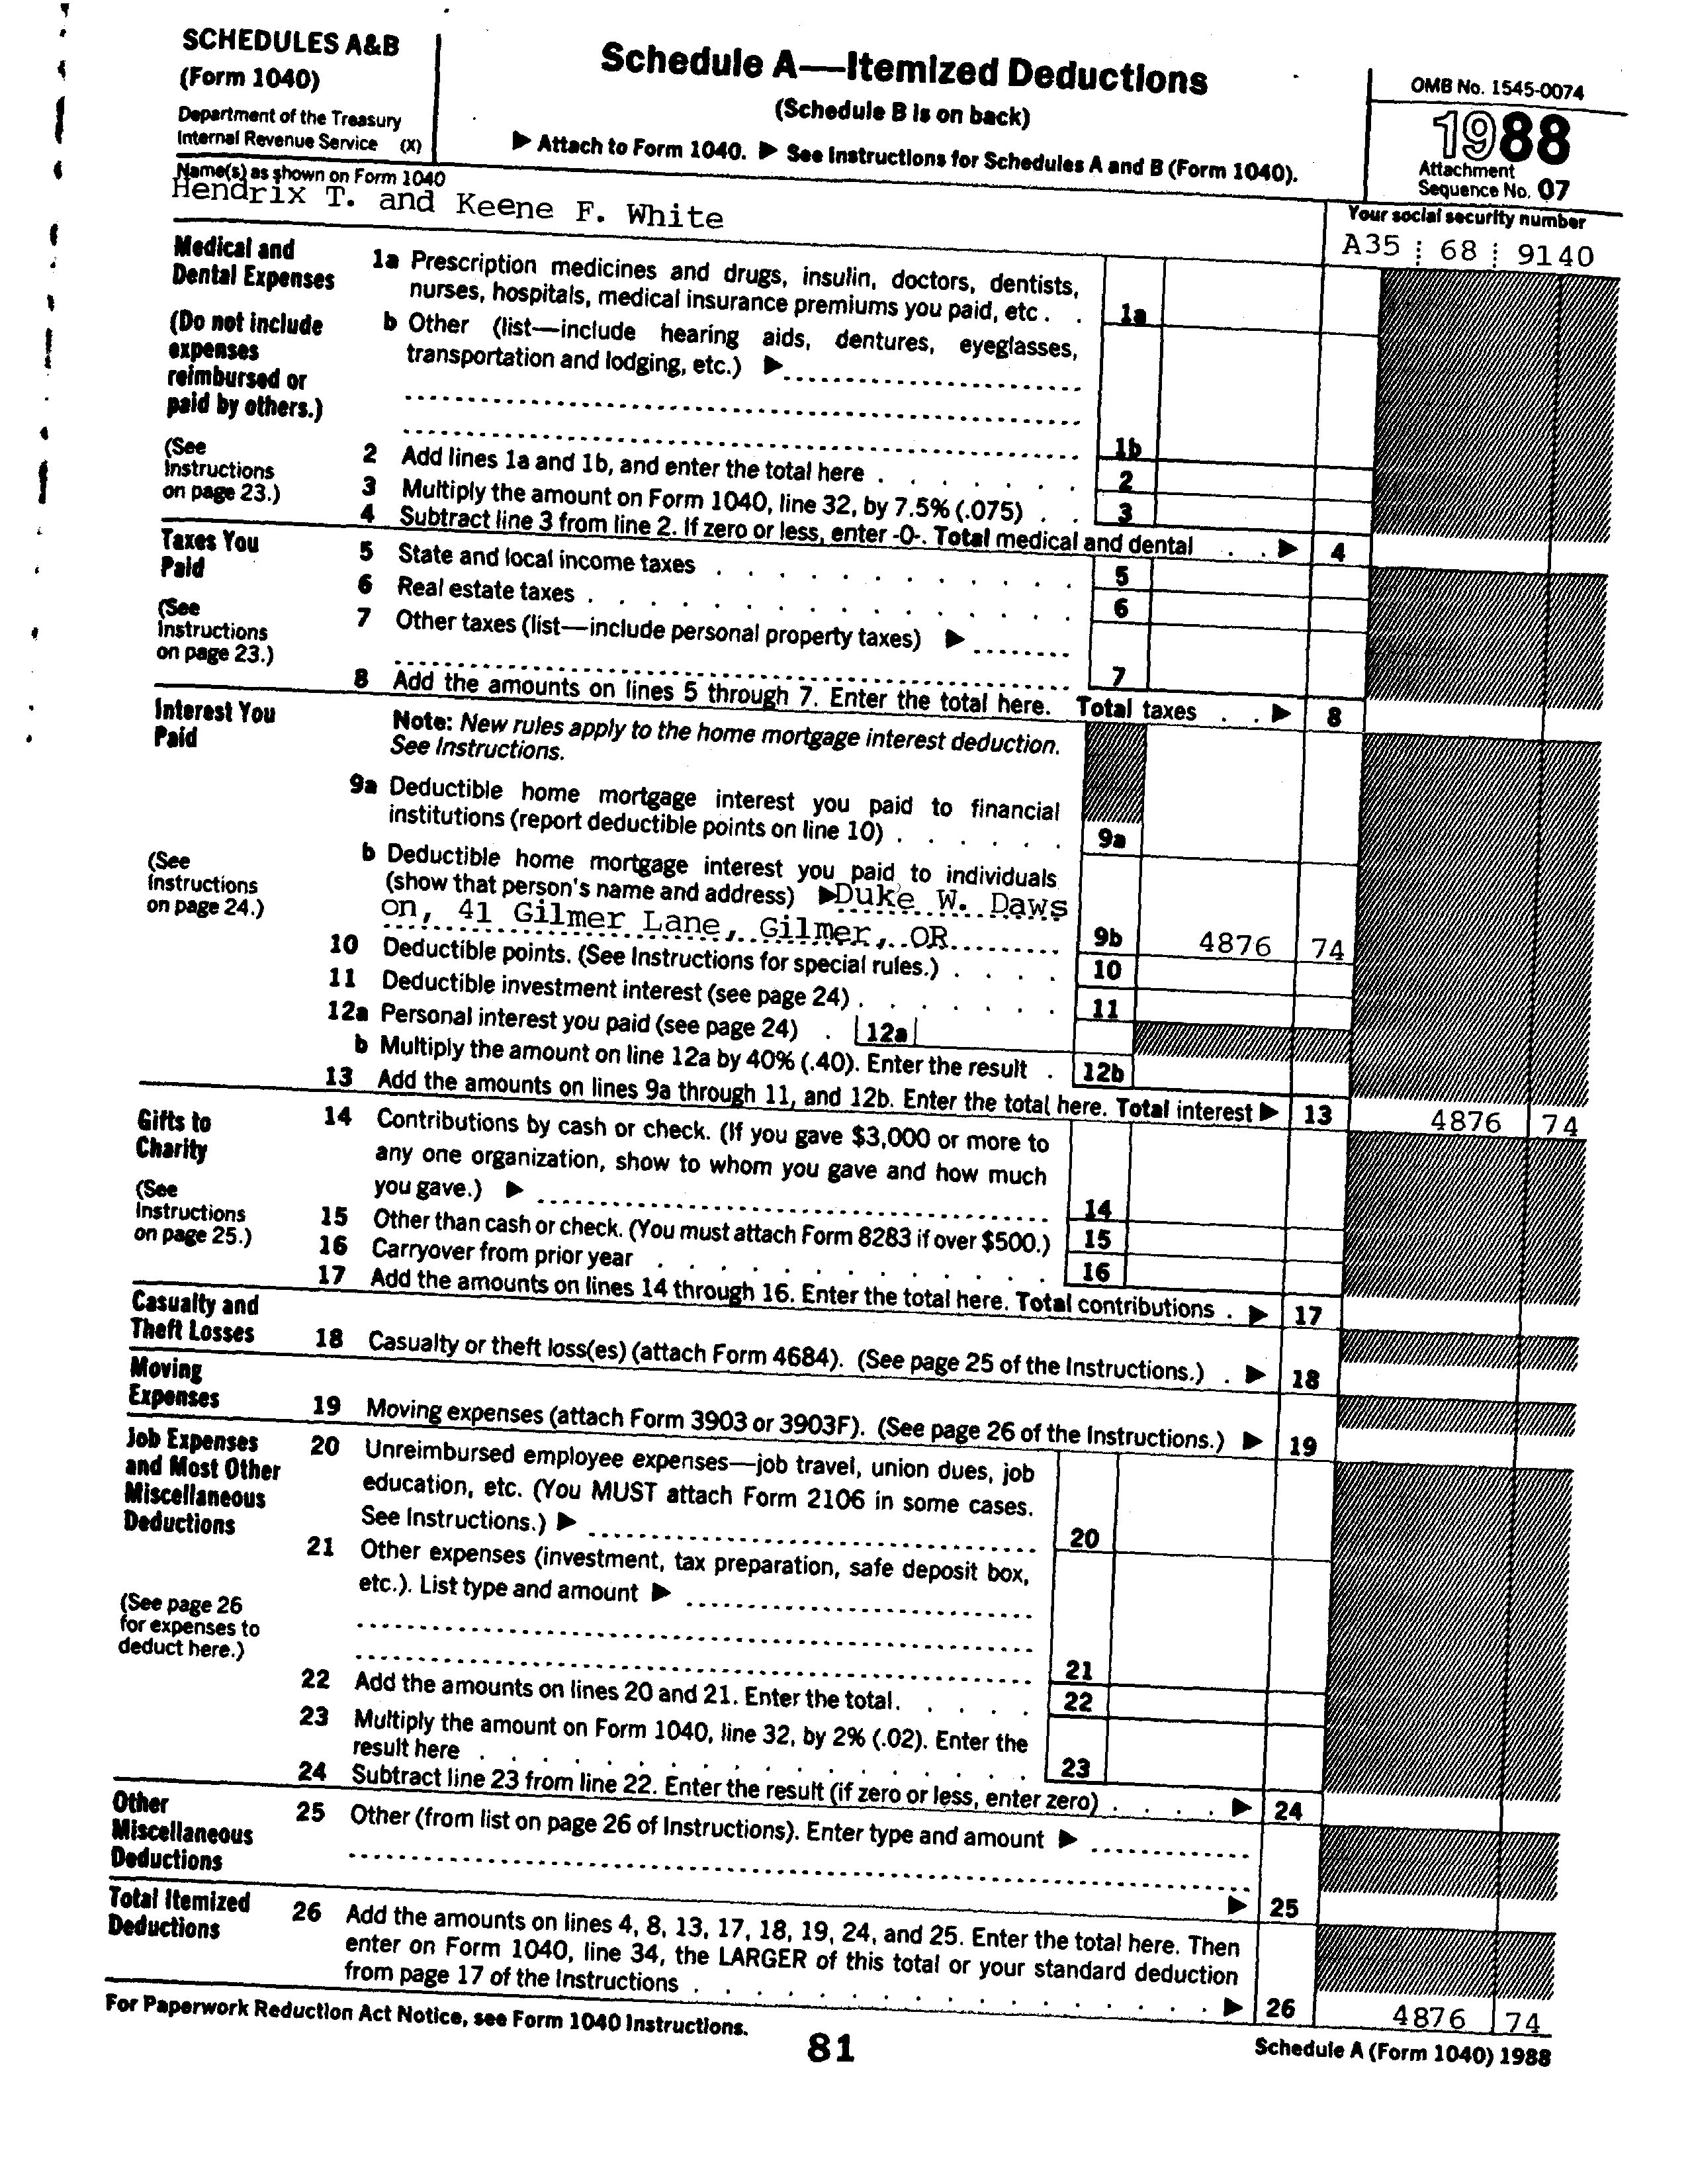 SCHEDULES A&B
(Form 1040)
Department of the Treasury
Internal Revenue Service (X)
Schedule A—Itemized Deductions
(Schedule B is on back)
▶ Attach to Form 1040. ▶ See Instructions for Schedules A and B (Form 1040).
OMB No. 1545-0074
1988
Attachment
Sequence No. 07
Name(s) as shown on Form 1040
Hendrix T. and Keene F. White
Your social security number
A35 68 9140
Medical and
Dental Expenses
(Do not include
expenses
reimbursed or
paid by others.)
(See
Instructions
on page 23.)
1a Prescription medicines and drugs, insulin, doctors, dentists,
nurses, hospitals, medical insurance premiums you paid, etc . . 1a
b Other (list—include hearing aids, dentures, eyeglasses,
transportation and lodging, etc.) ▶
1b
2 Add lines 1a and 1b, and enter the total here . . . . . . . 2
3 Multiply the amount on Form 1040, line 32, by 7.5% (.075) . . 3
4 Subtract line 3 from line 2. If zero or less, enter -0-. Total medical and dental . . ▶ 4
Taxes You
Paid
(See
Instructions
on page 23.)
5 State and local income taxes . . . . . . . . . . . . 5
6 Real estate taxes . . . . . . . . . . . . . . . 6
7 Other taxes (list—include personal property taxes) ▶
7
8 Add the amounts on lines 5 through 7. Enter the total here. Total taxes . . ▶ 8
Interest You
Paid
(See
Instructions
on page 24.)
Note: New rules apply to the home mortgage interest deduction.
See Instructions.
9a Deductible home mortgage interest you paid to financial
institutions (report deductible points on line 10) . . . . . . 9a
b Deductible home mortgage interest you paid to individuals
(show that person's name and address) ▶Duke W. Daws
on, 41 Gilmer Lane, Gilmer, OR 9b 4876 74
10 Deductible points. (See Instructions for special rules.) . . . . 10
11 Deductible investment interest (see page 24) . . . . . . . 11
12a Personal interest you paid (see page 24) . 12a
b Multiply the amount on line 12a by 40% (.40). Enter the result . 12b
13 Add the amounts on lines 9a through 11, and 12b. Enter the total here. Total interest ▶ 13 4876 74
Gifts to
Charity
(See
Instructions
on page 25.)
14 Contributions by cash or check. (If you gave $3,000 or more to
any one organization, show to whom you gave and how much
you gave.) ▶ 14
15 Other than cash or check. (You must attach Form 8283 if over $500.) 15
16 Carryover from prior year . . . . . . . . . . . . . 16
17 Add the amounts on lines 14 through 16. Enter the total here. Total contributions . ▶ 17
Casualty and
Theft Losses
18 Casualty or theft loss(es) (attach Form 4684). (See page 25 of the Instructions.) . ▶ 18
Moving
Expenses
19 Moving expenses (attach Form 3903 or 3903F). (See page 26 of the Instructions.) ▶ 19
Job Expenses
and Most Other
Miscellaneous
Deductions
(See page 26
for expenses to
deduct here.)
20 Unreimbursed employee expenses—job travel, union dues, job
education, etc. (You MUST attach Form 2106 in some cases.
See Instructions.) ▶ 20
21 Other expenses (investment, tax preparation, safe deposit box,
etc.). List type and amount ▶
21
22 Add the amounts on lines 20 and 21. Enter the total. . . . . 22
23 Multiply the amount on Form 1040, line 32, by 2% (.02). Enter the
result here . . . . . . . . . . . . . . . . . . 23
24 Subtract line 23 from line 22. Enter the result (if zero or less, enter zero) . . . . ▶ 24
Other
Miscellaneous
Deductions
25 Other (from list on page 26 of Instructions). Enter type and amount ▶
▶ 25
Total Itemized
Deductions
26 Add the amounts on lines 4, 8, 13, 17, 18, 19, 24, and 25. Enter the total here. Then
enter on Form 1040, line 34, the LARGER of this total or your standard deduction
from page 17 of the Instructions . . . . . . . . . . . . . . . . . ▶ 26 4876 74
For Paperwork Reduction Act Notice, see Form 1040 Instructions.
81
Schedule A (Form 1040) 1988